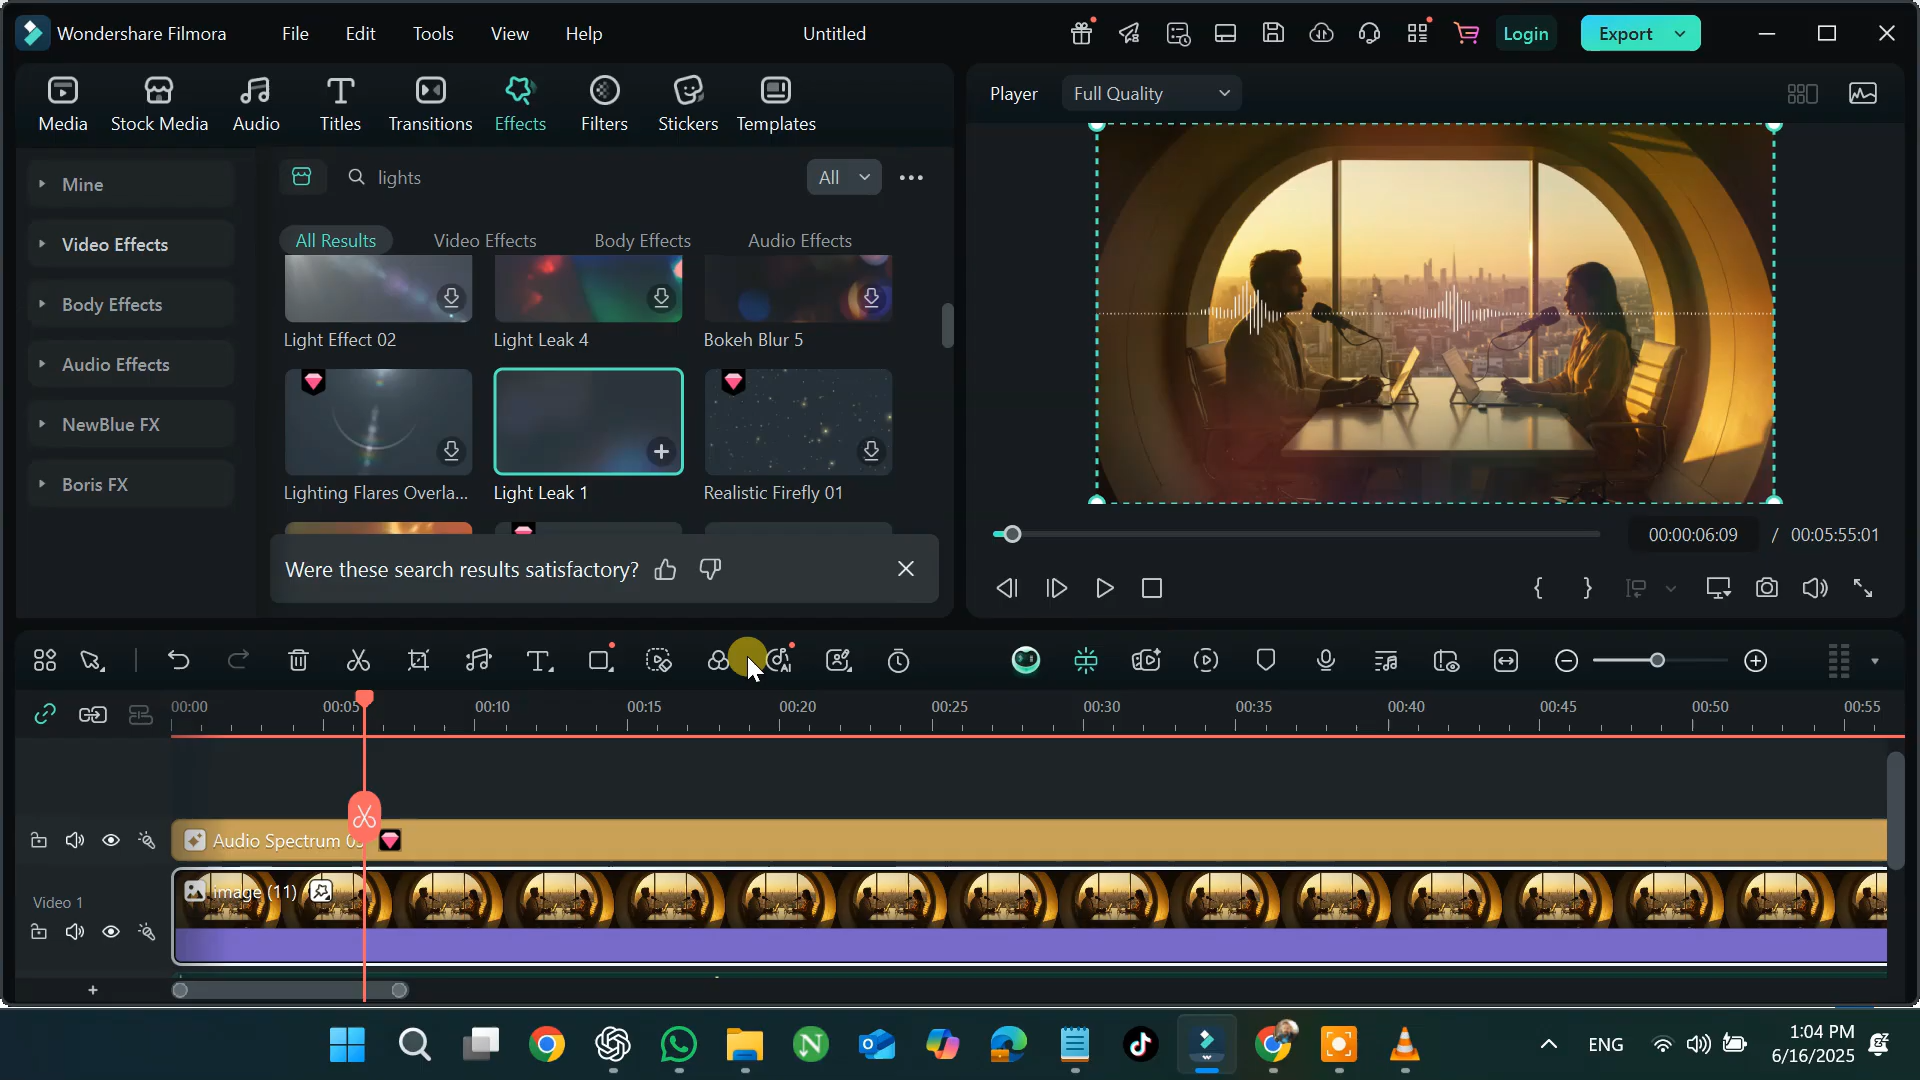 Wondershare Filmora File Edit Tools View Help Untitled Login Export
Media Stock Media Audio Titles Transitions Effects Filters Stickers Templates
Player Full Quality
Mine
Video Effects
Body Effects
Audio Effects
NewBlue FX
Boris FX
lights All
All Results Video Effects Body Effects Audio Effects
Light Effect 02 Light Leak 4 Bokeh Blur 5
Lighting Flares Overla... Light Leak 1 Realistic Firefly 01
Were these search results satisfactory?
00:00:06:09 / 00:05:55:01
AI
00:00 00:05 00:10 00:15 00:20 00:25 00:30 00:35 00:40 00:45 00:50 00:55
Audio Spectrum 0
Video 1
image (11)
ENG
1:04 PM
6/16/2025